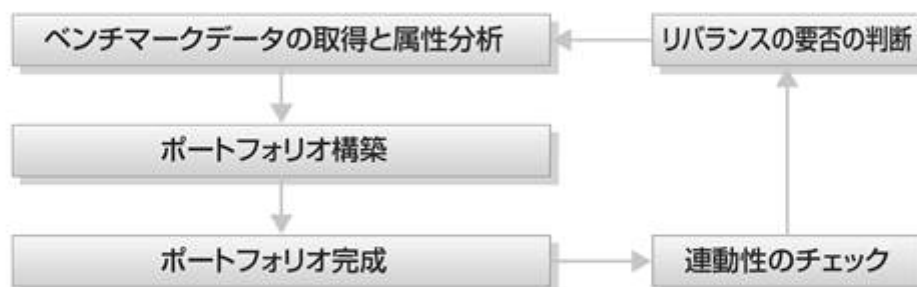 ベンチマークデータの取得と属性分析
リバランスの要否の判断
ポートフォリオ構築
ポートフォリオ完成
連動性のチェック